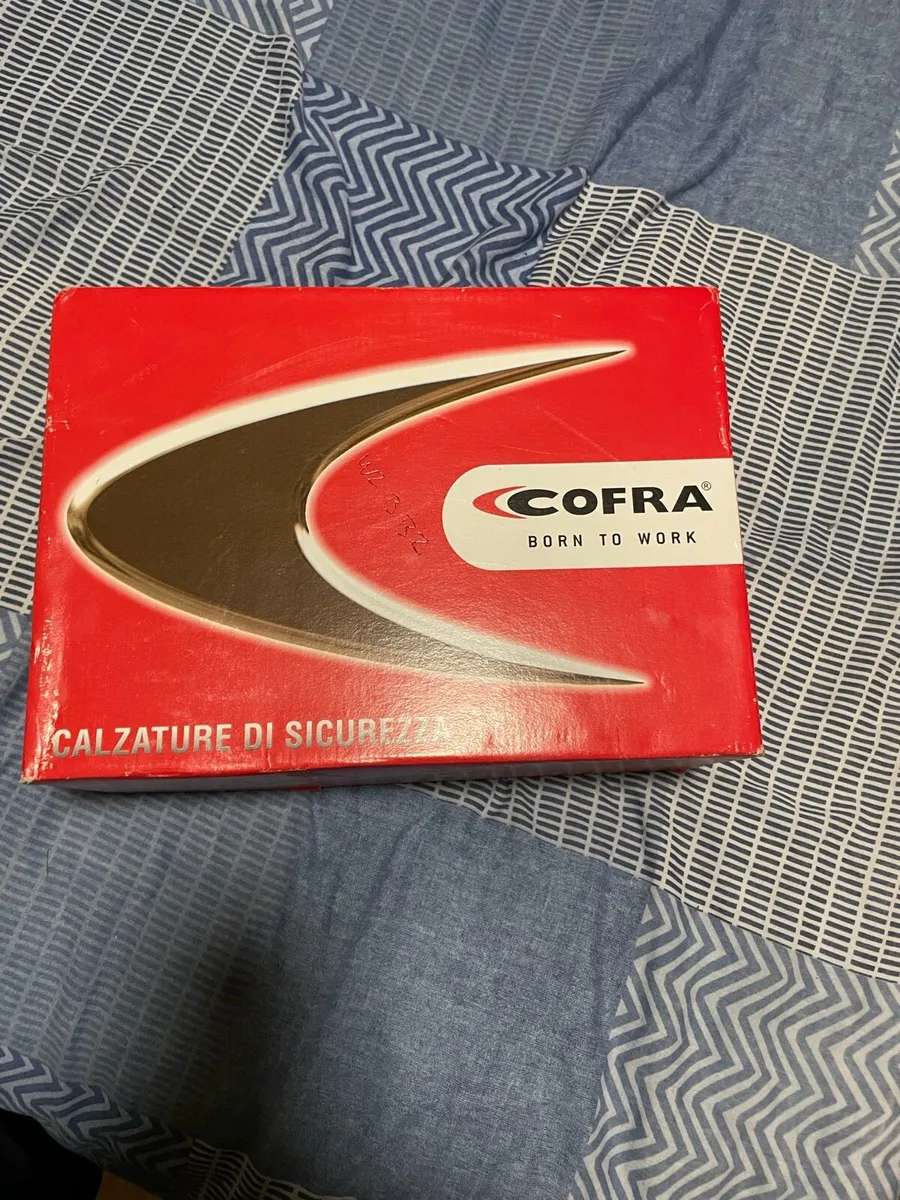 COFRA®
BORN TO WORK
CALZATURE DI SICUREZZA